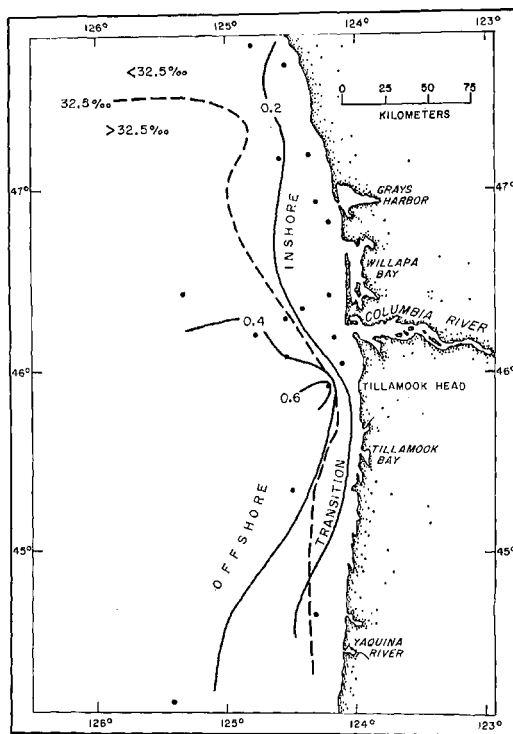 126°
125°
124°
123°
<32.5‰
32.5‰
>32.5‰
0.2
0 25 50 75
KILOMETERS
47°
47°
GRAYS
HARBOR
INSHORE
WILLAPA
BAY
COLUMBIA RIVER
0.4
46°
46°
TILLAMOOK HEAD
0.6
TILLAMOOK
BAY
OFFSHORE
TRANSITION
45°
45°
YAQUINA
RIVER
126°
125°
124°
123°